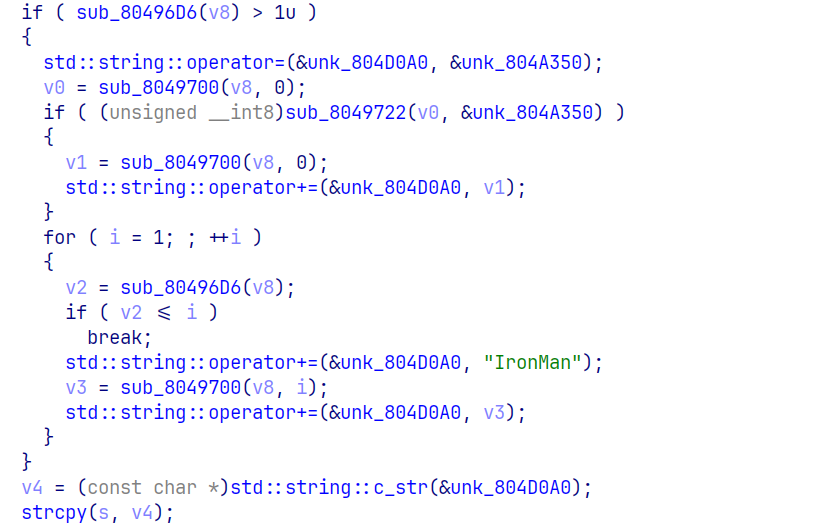 if ( sub_80496D6(v8) > 1u )
{
std::string::operator=(&unk_804D0A0, &unk_804A350);
v0 = sub_8049700(v8, 0);
if ( (unsigned __int8)sub_8049722(v0, &unk_804A350) )
{
v1 = sub_8049700(v8, 0);
std::string::operator+=(&unk_804D0A0, v1);
}
for ( i = 1; ; ++i )
{
v2 = sub_80496D6(v8);
if ( v2 <= i )
break;
std::string::operator+=(&unk_804D0A0, "IronMan");
v3 = sub_8049700(v8, i);
std::string::operator+=(&unk_804D0A0, v3);
}
}
v4 = (const char *)std::string::c_str(&unk_804D0A0);
strcpy(s, v4);